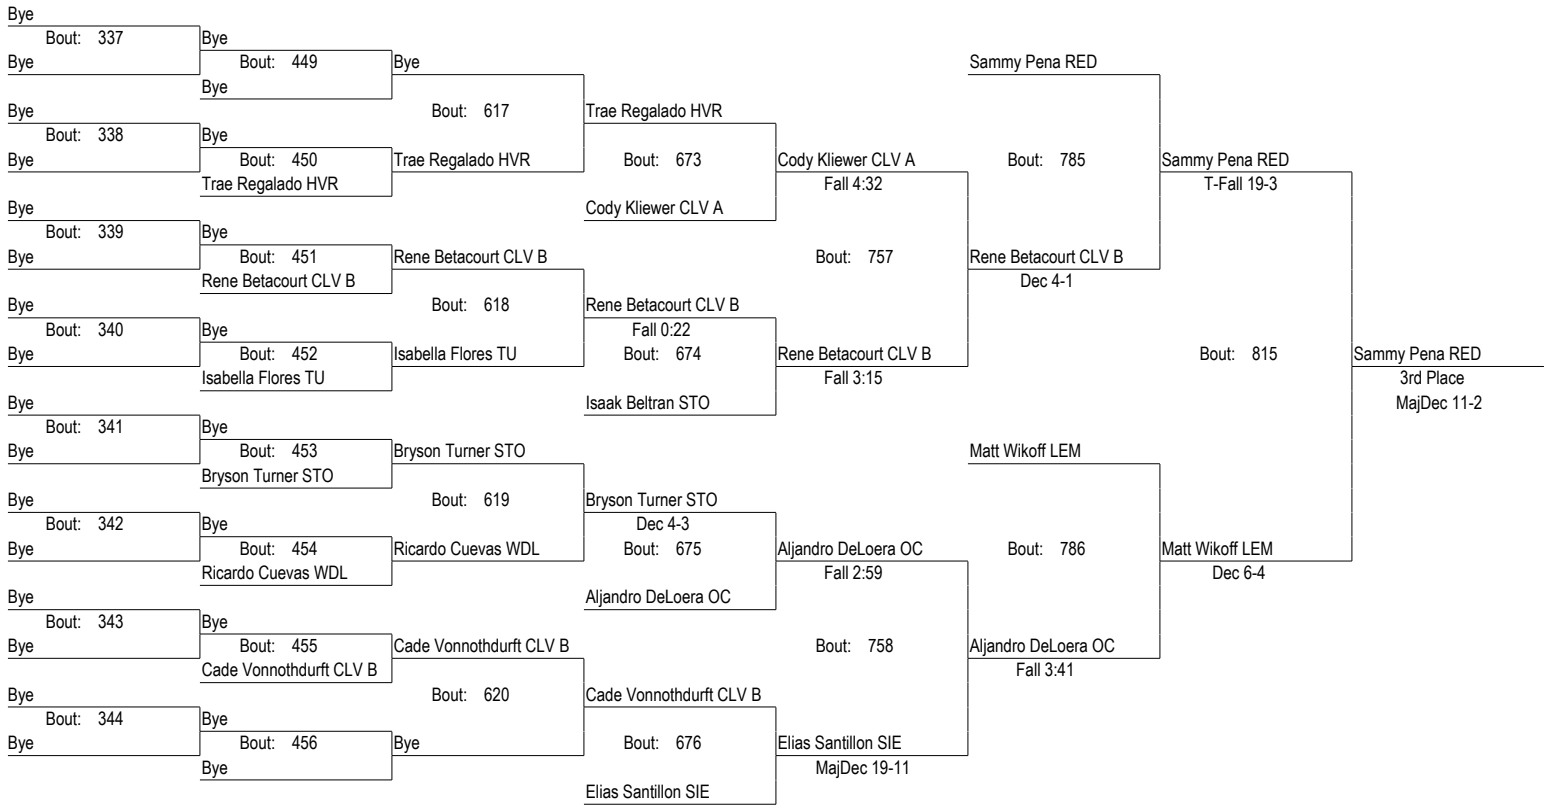 Bye
Bout: 337
Bye
Bye
Bout: 449
Bye
Bye
Bout: 338
Bye
Bye
Bout: 450
Trae Regalado HVR
Bye
Bout: 617
Trae Regalado HVR
Trae Regalado HVR
Bout: 673
Cody Kliewer CLV A
Bye
Bout: 339
Bye
Bye
Bout: 451
Rene Betacourt CLV B
Bye
Bout: 340
Bye
Bye
Bout: 452
Isabella Flores TU
Rene Betacourt CLV B
Bout: 618
Isabella Flores TU
Rene Betacourt CLV B
Fall 0:22
Bout: 674
Isaak Beltran STO
Cody Kliewer CLV A
Fall 4:32
Bout: 757
Rene Betacourt CLV B
Fall 3:15
Sammy Pena RED
Bout: 785
Rene Betacourt CLV B
Dec 4-1
Bye
Bout: 341
Bye
Bye
Bout: 453
Bryson Turner STO
Bye
Bout: 342
Bye
Bye
Bout: 454
Ricardo Cuevas WDL
Bryson Turner STO
Bout: 619
Ricardo Cuevas WDL
Bryson Turner STO
Dec 4-3
Bout: 675
Aljandro DeLoera OC
Bye
Bout: 343
Bye
Bye
Bout: 455
Cade Vonnothdurft CLV B
Bye
Bout: 344
Bye
Bye
Bout: 456
Bye
Cade Vonnothdurft CLV B
Bout: 620
Bye
Cade Vonnothdurft CLV B
Bout: 676
Elias Santillon SIE
Aljandro DeLoera OC
Fall 2:59
Bout: 758
Elias Santillon SIE
MajDec 19-11
Matt Wikoff LEM
Bout: 786
Aljandro DeLoera OC
Fall 3:41
Sammy Pena RED
T-Fall 19-3
Bout: 815
Matt Wikoff LEM
Dec 6-4
Sammy Pena RED
3rd Place
MajDec 11-2